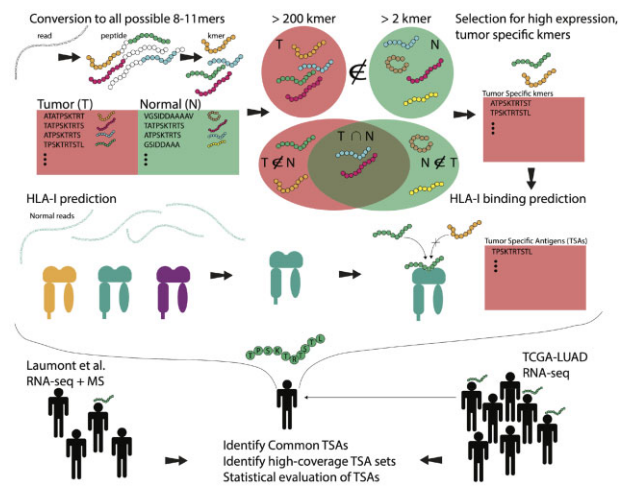 Conversion to all possible 8-11mers
read
peptide
kmer
> 200 kmer
> 2 kmer
Selection for high expression,
tumor specific kmers
T
N
Tumor (T)
Normal (N)
ATATPSKTRT
TATPSKTRTS
ATPSKTRTS
TPSKTRTSTL
VGSIDDAAAAV
TATPSKTRTS
ATPSKTRTS
GSIDDAAA
T ⊄ N
T ∩ N
N ⊄ T
Tumor Specific kmers
ATPSKTRTST
TPSKTRTSTL
HLA-I prediction
Normal reads
HLA-I binding prediction
Tumor Specific Antigens (TSAs)
TPSKTRTSTL
TPSKTRTSTL
Laumont et al.
RNA-seq + MS
TCGA-LUAD
RNA-seq
Identify Common TSAs
Identify high-coverage TSA sets
Statistical evaluation of TSAs